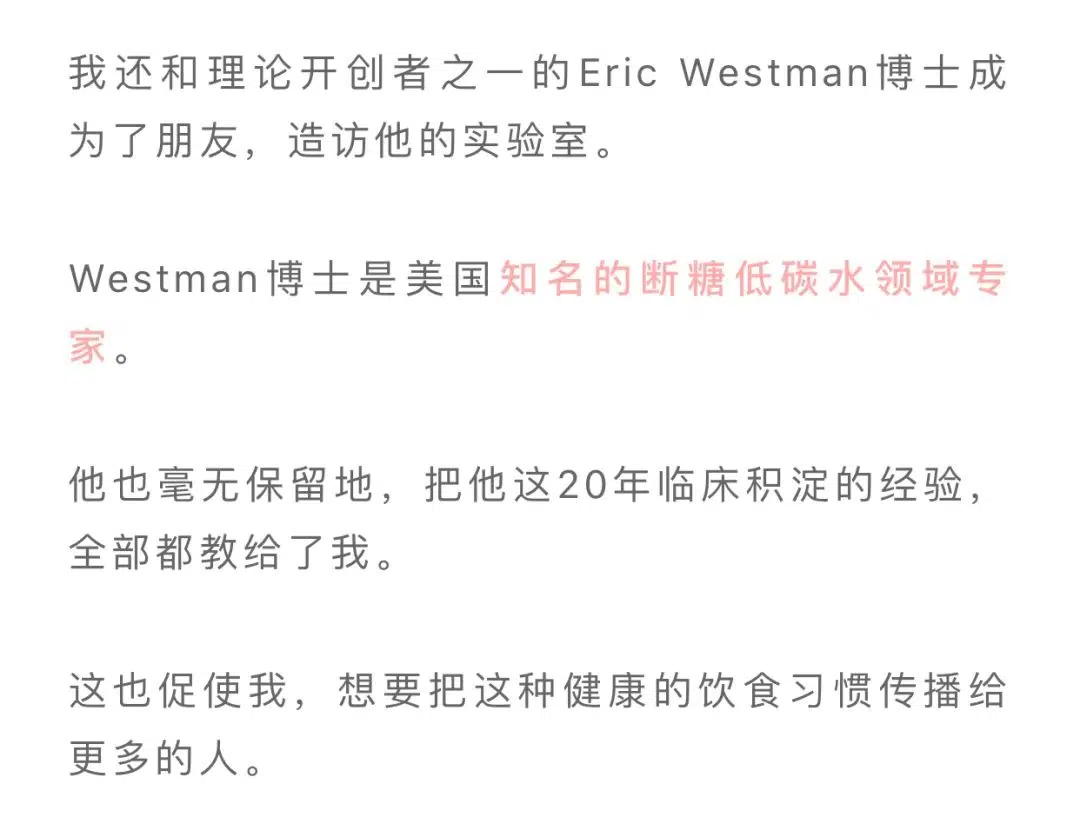 我还和理论开创者之一的Eric Westman博士成
为了朋友，造访他的实验室。
Westman博士是美国知名的断糖低碳水领域专
家。
他也毫无保留地，把他这20年临床积淀的经验，
全部都教给了我。
这也促使我，想要把这种健康的饮食习惯传播给
更多的人。